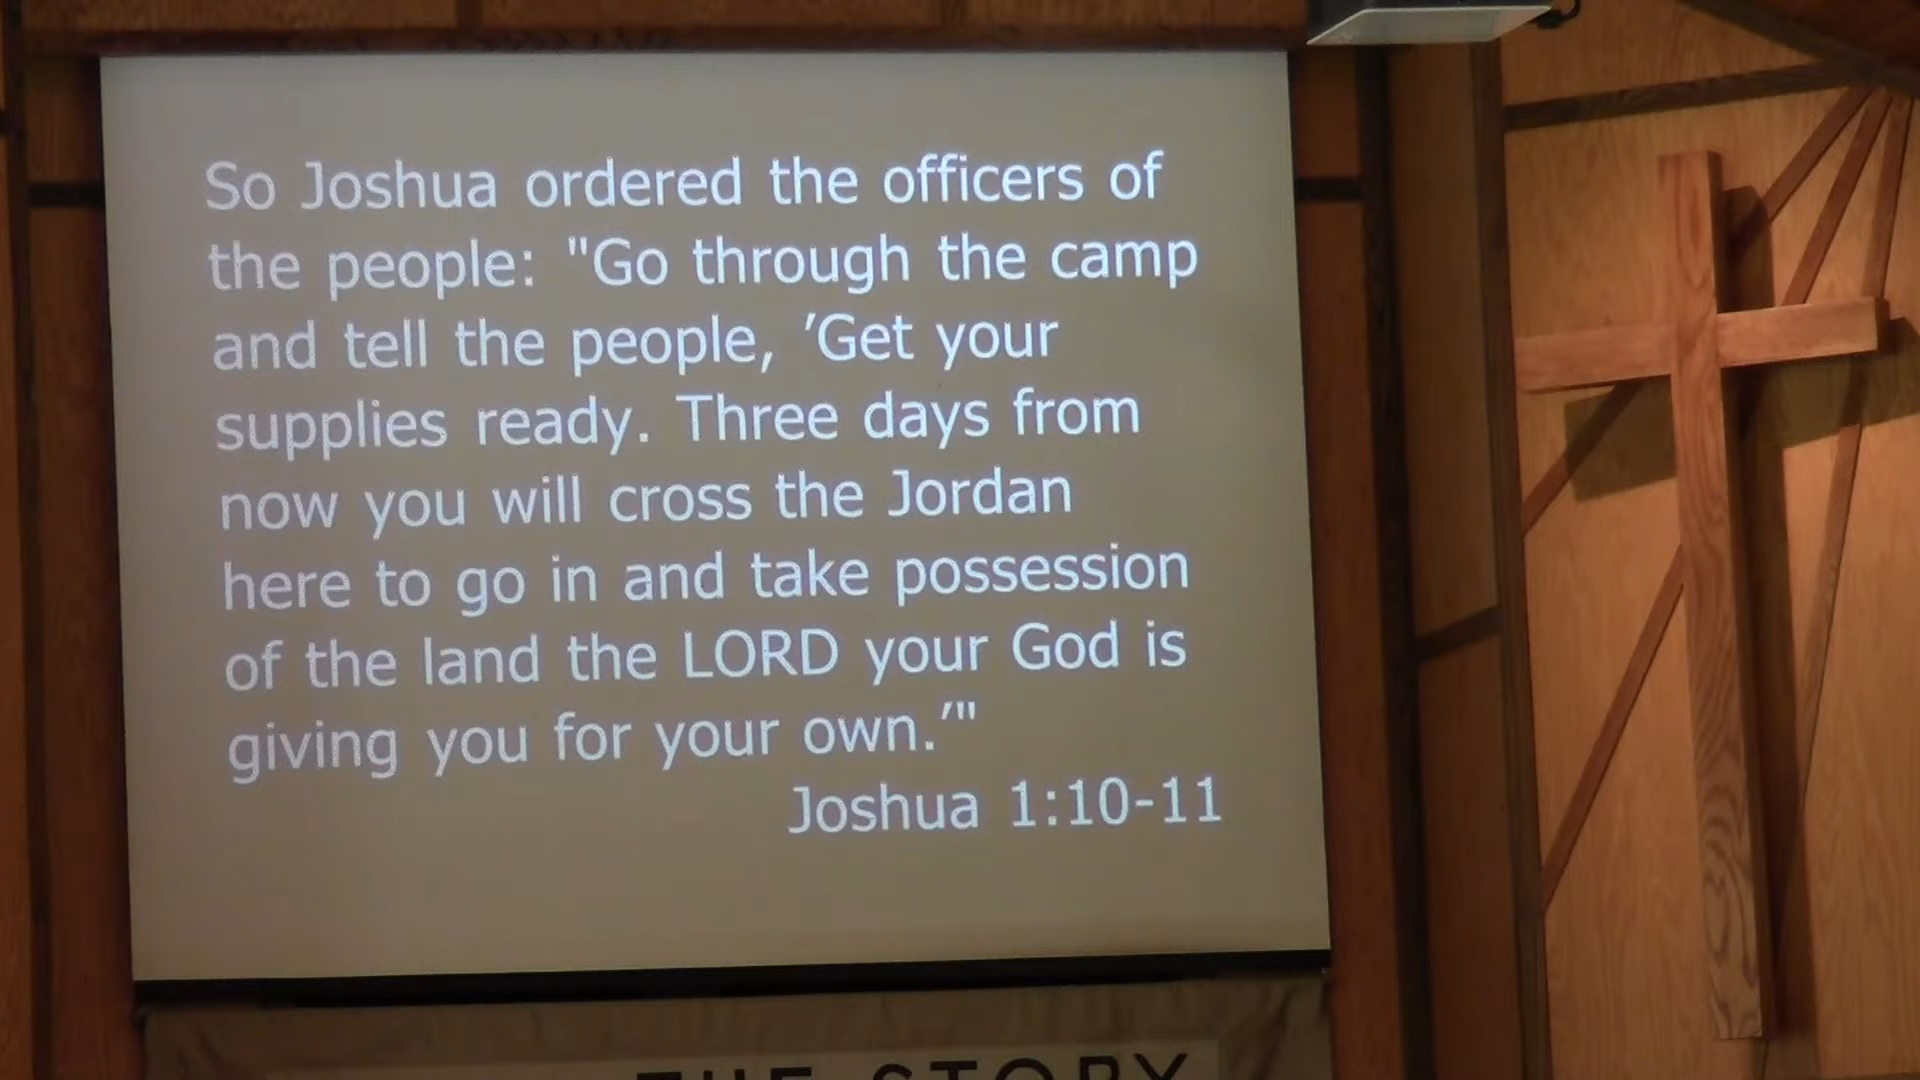 So Joshua ordered the officers of
the people: "Go through the camp
and tell the people, ’Get your
supplies ready. Three days from
now you will cross the Jordan
here to go in and take possession
of the land the LORD your God is
giving you for your own.’"
Joshua 1:10-11
THE STORY